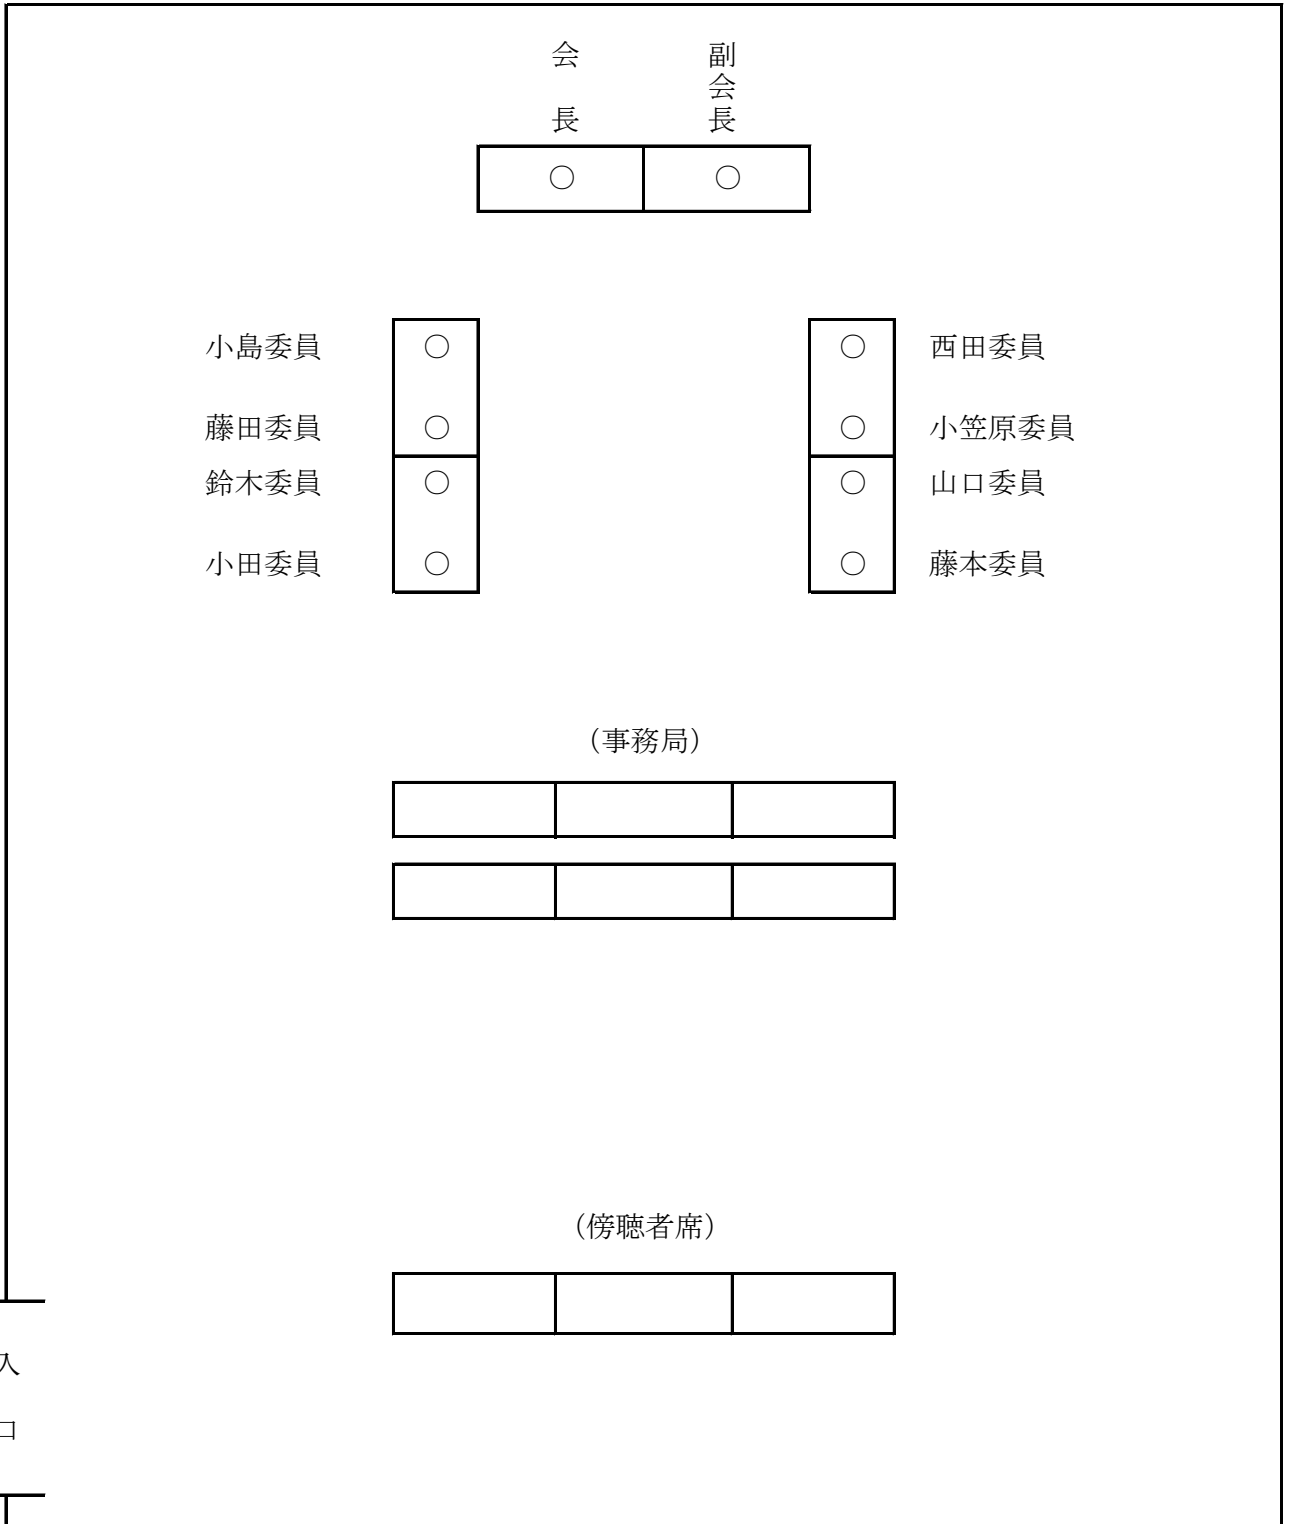 会長
副会長
○ ○
小島委員 ○ ○ 西田委員
藤田委員 ○ ○ 小笠原委員
鈴木委員 ○ ○ 山口委員
小田委員 ○ ○ 藤本委員
（事務局）
（傍聴者席）
入口